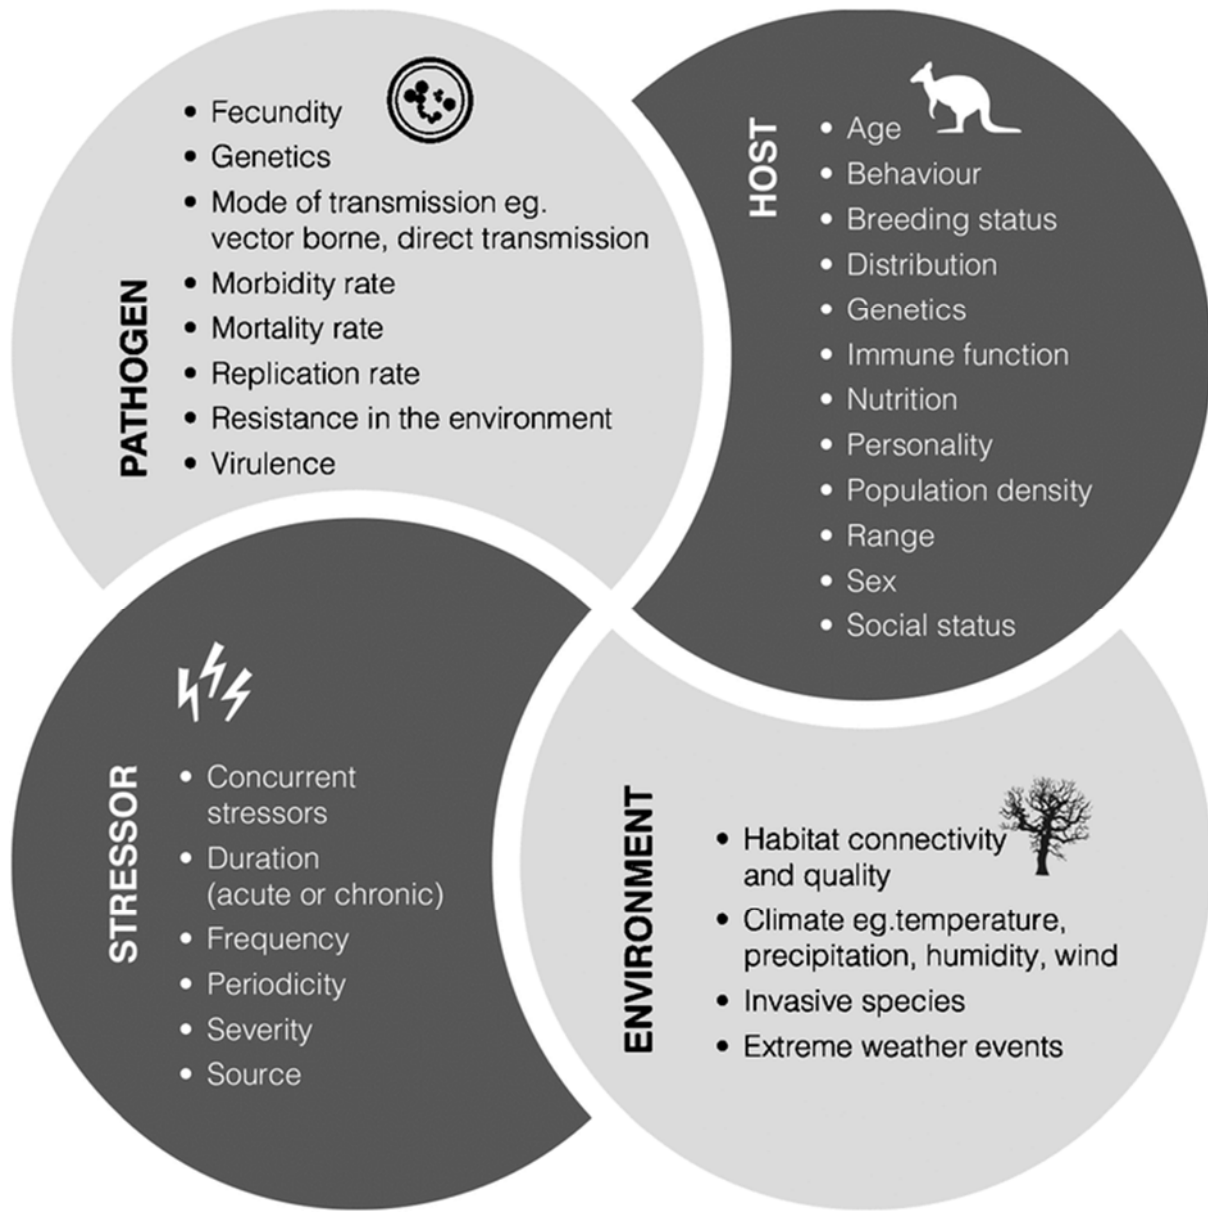 PATHOGEN
• Fecundity
• Genetics
• Mode of transmission eg.
vector borne, direct transmission
• Morbidity rate
• Mortality rate
• Replication rate
• Resistance in the environment
• Virulence
HOST
• Age
• Behaviour
• Breeding status
• Distribution
• Genetics
• Immune function
• Nutrition
• Personality
• Population density
• Range
• Sex
• Social status
STRESSOR
• Concurrent
stressors
• Duration
(acute or chronic)
• Frequency
• Periodicity
• Severity
• Source
ENVIRONMENT
• Habitat connectivity
and quality
• Climate eg.temperature,
precipitation, humidity, wind
• Invasive species
• Extreme weather events